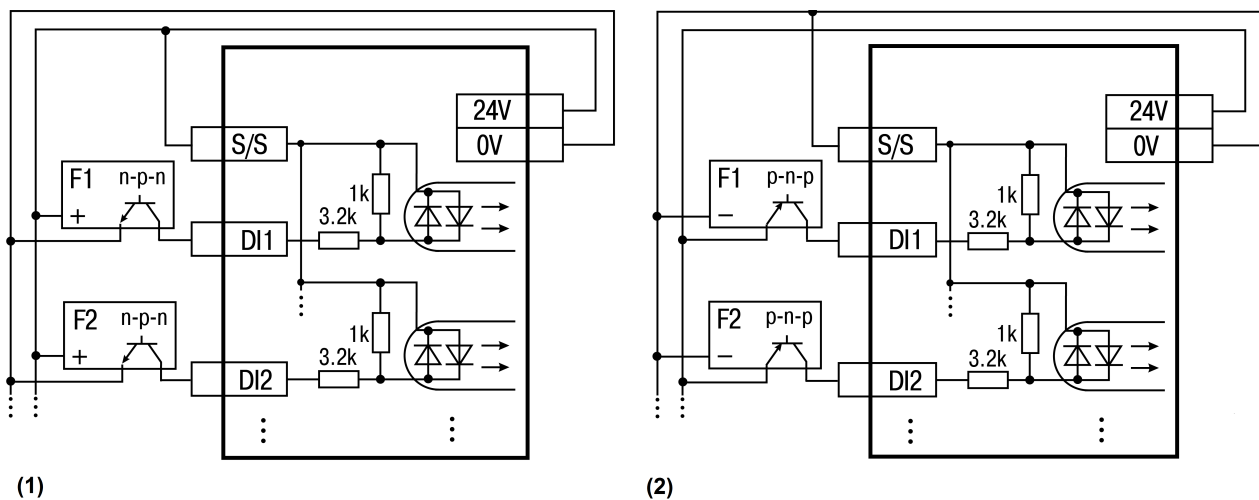 24V
0V
S/S
F1 n-p-n
+
1k
3.2k
DI1
F2 n-p-n
+
1k
3.2k
DI2
(1)
24V
0V
S/S
F1 p-n-p
−
1k
3.2k
DI1
F2 p-n-p
−
1k
3.2k
DI2
(2)